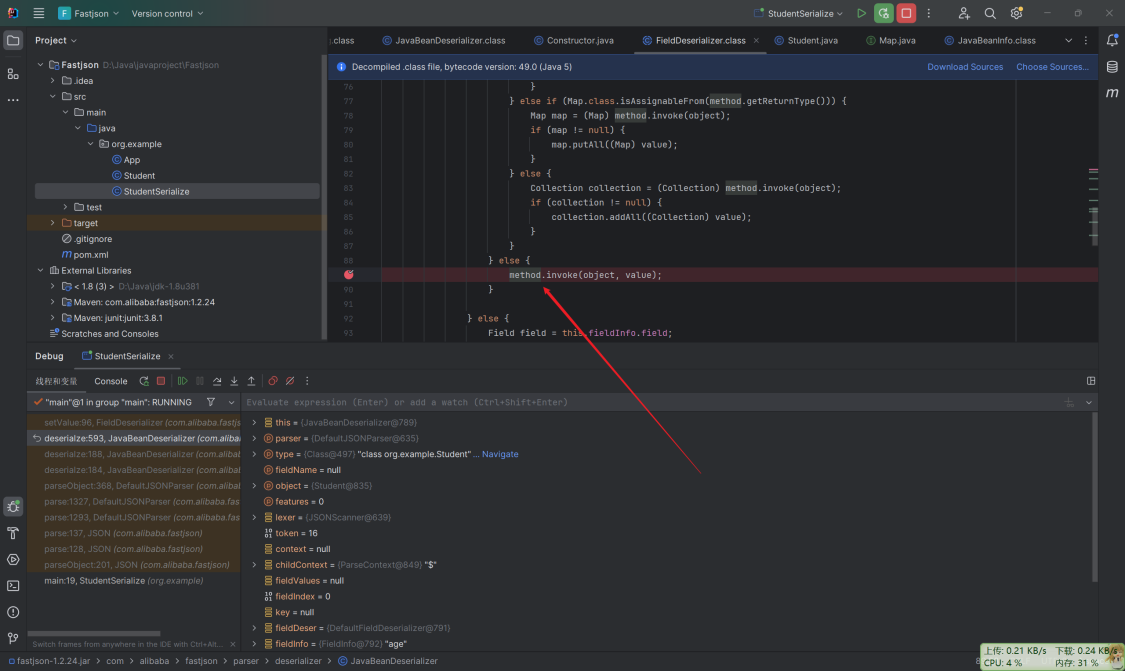 Fastjson
Version control
StudentSerialize
Project
.class
JavaBeanDeserializer.class
Constructor.java
FieldDeserializer.class
Student.java
Map.java
JavaBeanInfo.class
Decompiled .class file, bytecode version: 49.0 (Java 5)
Download Sources
Choose Sources...
Fastjson D:\Java\javaproject\Fastjson
.idea
src
main
java
org.example
App
Student
StudentSerialize
test
target
.gitignore
pom.xml
External Libraries
< 1.8 (3) > D:\Java\jdk-1.8u381
Maven: com.alibaba:fastjson:1.2.24
Maven: junit:junit:3.8.1
Scratches and Consoles
76 }
77 } else if (Map.class.isAssignableFrom(method.getReturnType())) {
78 Map map = (Map) method.invoke(object);
79 if (map != null) {
80 map.putAll((Map) value);
81 }
82 } else {
83 Collection collection = (Collection) method.invoke(object);
84 if (collection != null) {
85 collection.addAll((Collection) value);
86 }
87 }
88 } else {
method.invoke(object, value);
90 }
91
92 } else {
93 Field field = this.fieldInfo.field;
Debug
StudentSerialize
线程和变量
Console
"main"@1 in group "main": RUNNING
Evaluate expression (Enter) or add a watch (Ctrl+Shift+Enter)
setValue:96, FieldDeserializer (com.alibaba.fastjs
deserialze:593, JavaBeanDeserializer (com.aliba
deserialze:188, JavaBeanDeserializer (com.alibab
deserialze:184, JavaBeanDeserializer (com.alibab
parseObject:368, DefaultJSONParser (com.alibab
parse:1327, DefaultJSONParser (com.alibaba.fas
parse:1293, DefaultJSONParser (com.alibaba.fas
parse:137, JSON (com.alibaba.fastjson)
parse:128, JSON (com.alibaba.fastjson)
parseObject:201, JSON (com.alibaba.fastjson)
main:19, StudentSerialize (org.example)
Switch frames from anywhere in the IDE with Ctrl+Alt...
this = {JavaBeanDeserializer@789}
parser = {DefaultJSONParser@635}
type = {Class@497} "class org.example.Student" ... Navigate
fieldName = null
object = {Student@835}
features = 0
lexer = {JSONScanner@639}
token = 16
context = null
childContext = {ParseContext@849} "$"
fieldValues = null
fieldIndex = 0
key = null
fieldDeser = {DefaultFieldDeserializer@791}
fieldInfo = {FieldInfo@792} "age"
fastjson-1.2.24.jar > com > alibaba > fastjson > parser > deserializer > JavaBeanDeserializer
上传: 0.21 KB/s 下载: 0.24 KB/s
CPU: 4 % 内存: 31 %